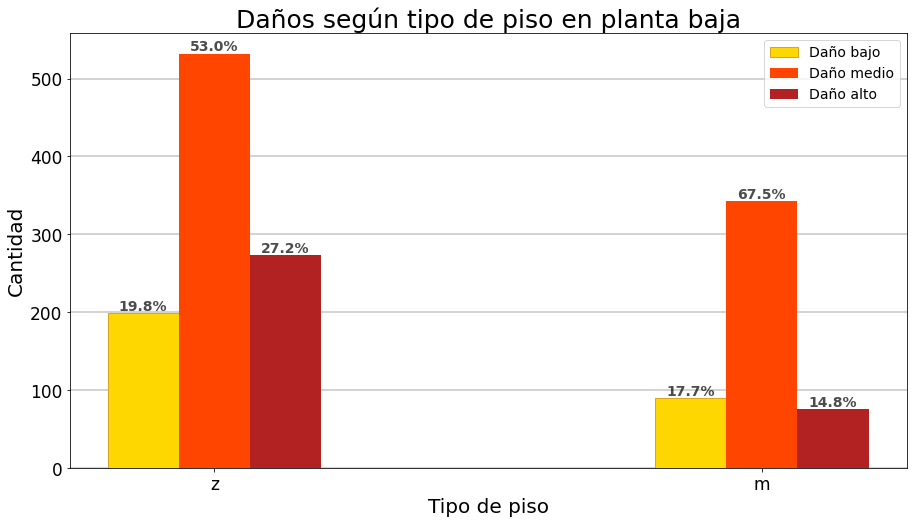 Daños según tipo de piso en planta baja
Daño bajo
Daño medio
Daño alto
Cantidad
500
400
300
200
100
0
53.0%
19.8%
27.2%
67.5%
17.7%
14.8%
z
m
Tipo de piso